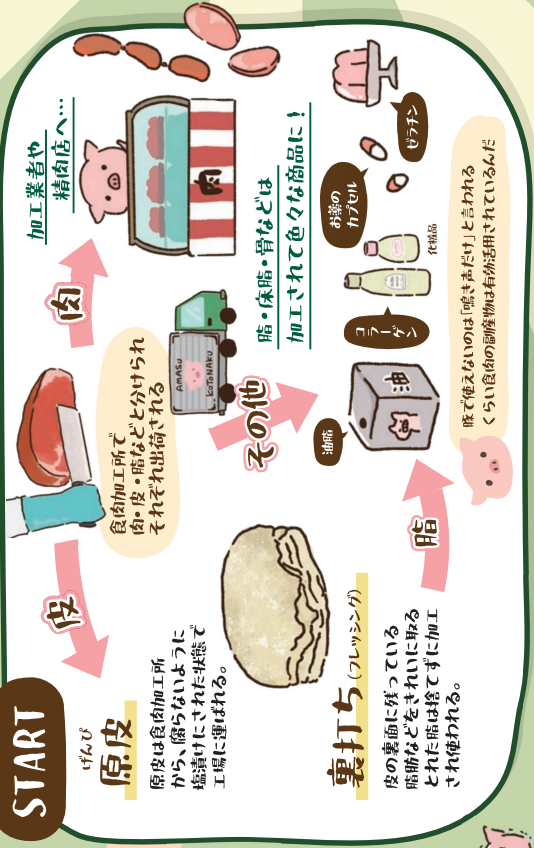 START
げんぴ
原皮
原皮は食肉加工所
から、腐らないように
塩漬けにされた状態で
工場に運ばれる。
皮
食肉加工所で
肉・皮・脂などと分けられ
それぞれ出荷される
肉
加工業者や
精肉店へ…
肉
AMASU
KOTONAKU
その他
脂・床脂・骨などは
加工されて色々な商品に！
裏打ち(フレッシング)
皮の裏面に残っている
脂肪などをきれいに取る
とれた脂は捨てずに加工
され使われる。
脂
油脂
油
コラーゲン
化粧品
お薬の
カプセル
ゼラチン
豚で使えないのは「鳴き声だけ」と言われる
くらい食肉の副産物は有効活用されているんだ